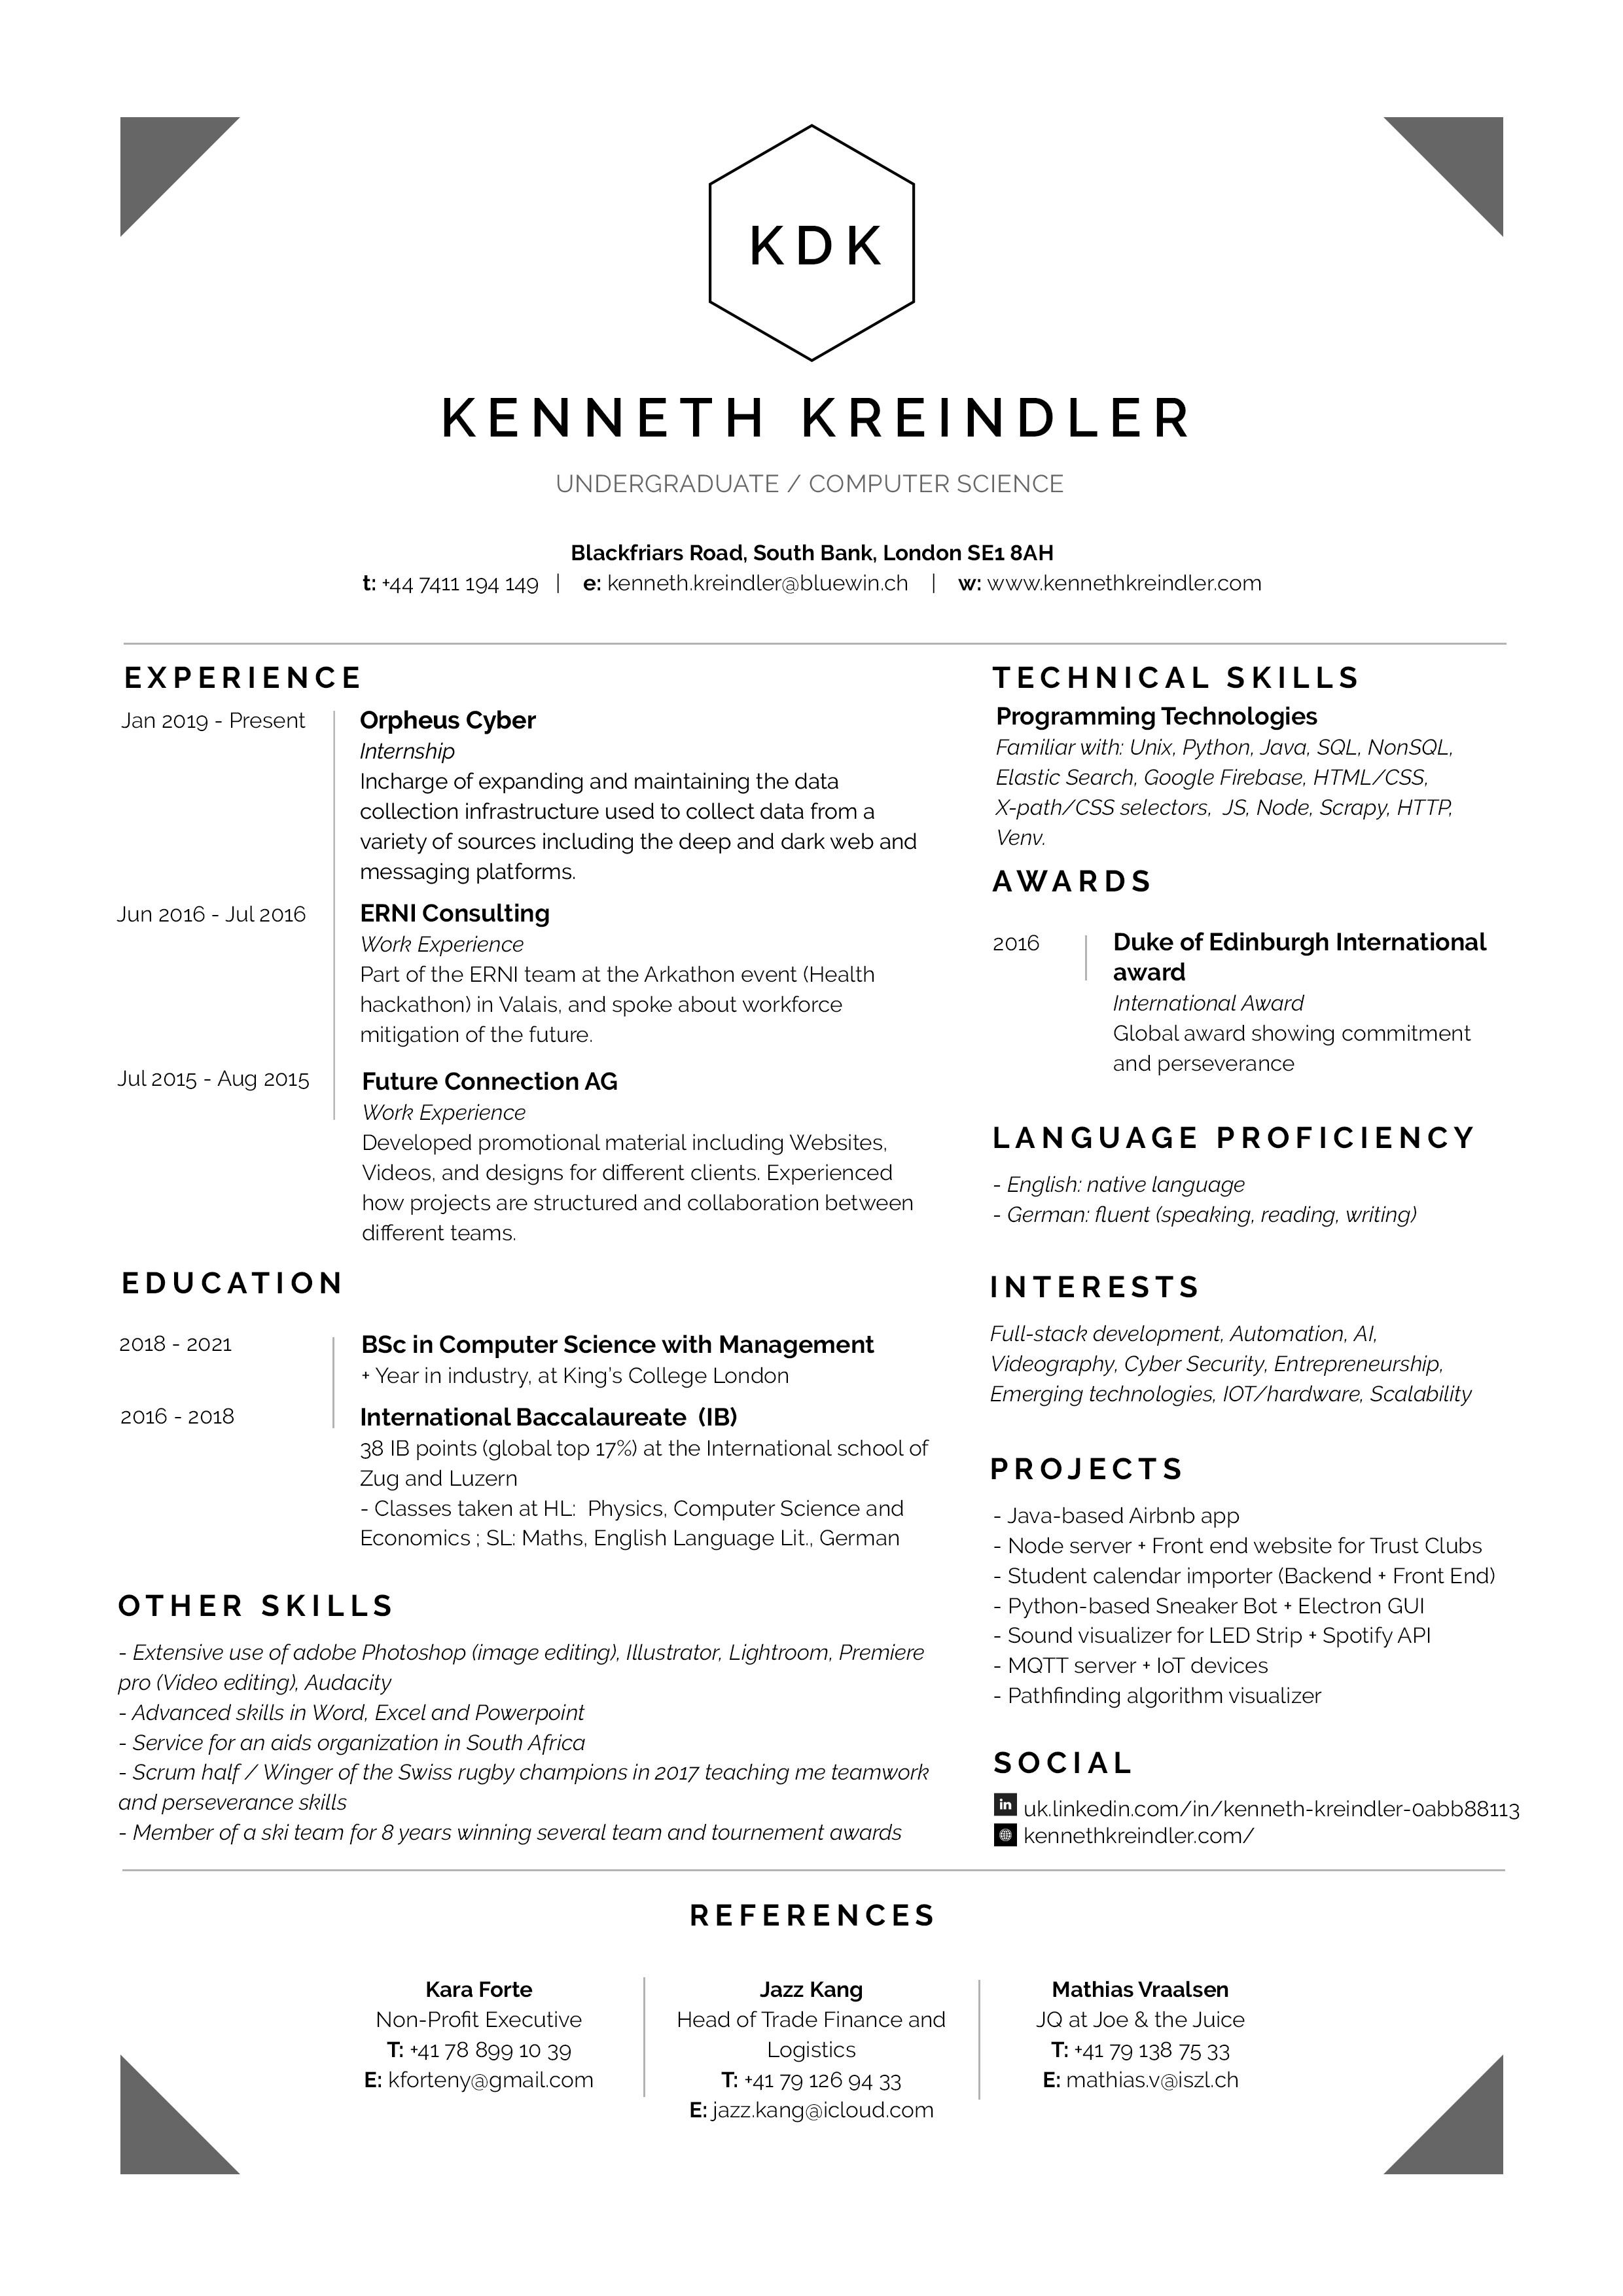 KDK
KENNETH KREINDLER
UNDERGRADUATE / COMPUTER SCIENCE
Blackfriars Road, South Bank, London SE1 8AH
t: +44 7411 194 149 | e: kenneth.kreindler@bluewin.ch | w: www.kennethkreindler.com
EXPERIENCE
Jan 2019 - Present
Orpheus Cyber
Internship
Incharge of expanding and maintaining the data
collection infrastructure used to collect data from a
variety of sources including the deep and dark web and
messaging platforms.
Jun 2016 - Jul 2016
ERNI Consulting
Work Experience
Part of the ERNI team at the Arkathon event (Health
hackathon) in Valais, and spoke about workforce
mitigation of the future.
Jul 2015 - Aug 2015
Future Connection AG
Work Experience
Developed promotional material including Websites,
Videos, and designs for different clients. Experienced
how projects are structured and collaboration between
different teams.
EDUCATION
2018 - 2021
BSc in Computer Science with Management
+ Year in industry, at King's College London
2016 - 2018
International Baccalaureate (IB)
38 IB points (global top 17%) at the International school of
Zug and Luzern
- Classes taken at HL: Physics, Computer Science and
Economics ; SL: Maths, English Language Lit., German
OTHER SKILLS
- Extensive use of adobe Photoshop (image editing), Illustrator, Lightroom, Premiere
pro (Video editing), Audacity
- Advanced skills in Word, Excel and Powerpoint
- Service for an aids organization in South Africa
- Scrum half / Winger of the Swiss rugby champions in 2017 teaching me teamwork
and perseverance skills
- Member of a ski team for 8 years winning several team and tournement awards
TECHNICAL SKILLS
Programming Technologies
Familiar with: Unix, Python, Java, SQL, NonSQL,
Elastic Search, Google Firebase, HTML/CSS,
X-path/CSS selectors, JS, Node, Scrapy, HTTP,
Venv.
AWARDS
2016
Duke of Edinburgh International
award
International Award
Global award showing commitment
and perseverance
LANGUAGE PROFICIENCY
- English: native language
- German: fluent (speaking, reading, writing)
INTERESTS
Full-stack development, Automation, AI,
Videography, Cyber Security, Entrepreneurship,
Emerging technologies, IOT/hardware, Scalability
PROJECTS
- Java-based Airbnb app
- Node server + Front end website for Trust Clubs
- Student calendar importer (Backend + Front End)
- Python-based Sneaker Bot + Electron GUI
- Sound visualizer for LED Strip + Spotify API
- MQTT server + IoT devices
- Pathfinding algorithm visualizer
SOCIAL
in uk.linkedin.com/in/kenneth-kreindler-0abb88113
kennethkreindler.com/
REFERENCES
Kara Forte
Non-Profit Executive
T: +41 78 899 10 39
E: kforteny@gmail.com
Jazz Kang
Head of Trade Finance and
Logistics
T: +41 79 126 94 33
E: jazz.kang@icloud.com
Mathias Vraalsen
JQ at Joe & the Juice
T: +41 79 138 75 33
E: mathias.v@iszl.ch